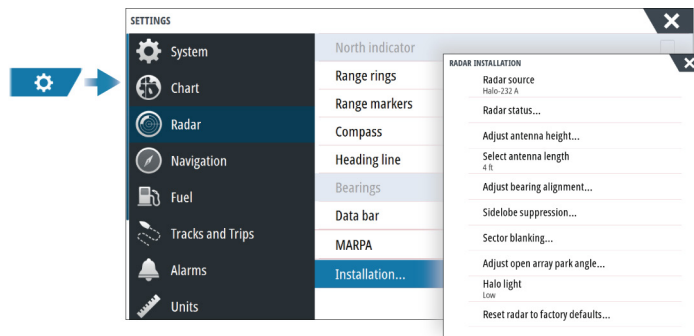 SETTINGS
System
Chart
Radar
Navigation
Fuel
Tracks and Trips
Alarms
Units
North indicator
Range rings
Range markers
Compass
Heading line
Bearings
Data bar
MARPA
Installation...
RADAR INSTALLATION
Radar source
Halo-232 A
Radar status...
Adjust antenna height...
Select antenna length
4 ft
Adjust bearing alignment...
Sidelobe suppression...
Sector blanking...
Adjust open array park angle...
Halo light
Low
Reset radar to factory defaults...